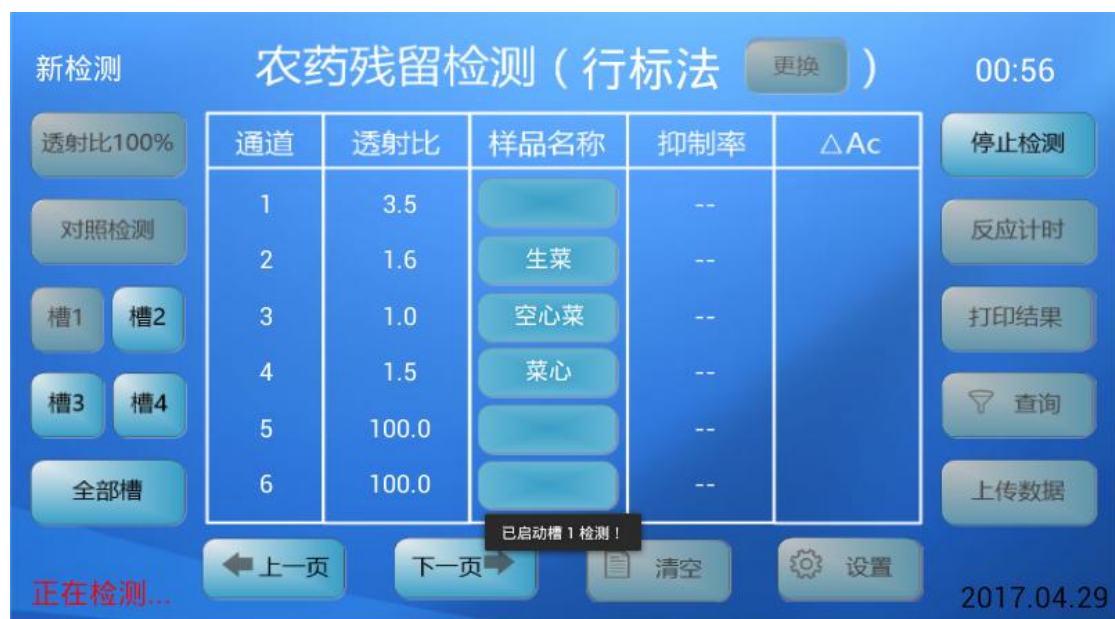 新检测 农药残留检测（行标法 更换 ） 00:56
透射比100% 通道 透射比 样品名称 抑制率 △Ac 停止检测
1 3.5 --
对照检测 反应计时
2 1.6 生菜 --
槽1 槽2 3 1.0 空心菜 -- 打印结果
4 1.5 菜心 --
槽3 槽4 查询
5 100.0 --
全部槽 6 100.0 -- 上传数据
已启动槽 1 检测！
上一页 下一页 清空 设置
正在检测... 2017.04.29